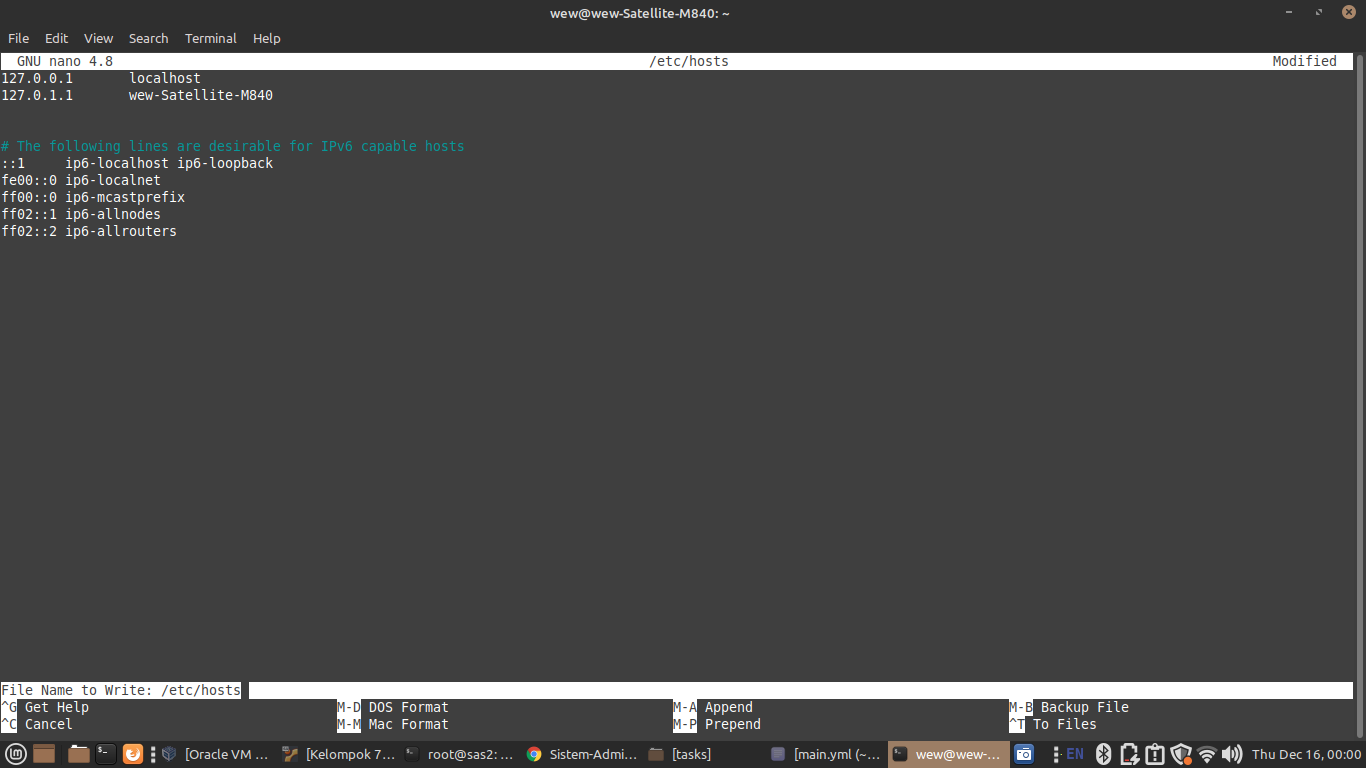 wew@wew-Satellite-M840: ~
File Edit View Search Terminal Help
GNU nano 4.8 /etc/hosts Modified
127.0.0.1 localhost
127.0.1.1 wew-Satellite-M840
# The following lines are desirable for IPv6 capable hosts
::1 ip6-localhost ip6-loopback
fe00::0 ip6-localnet
ff00::0 ip6-mcastprefix
ff02::1 ip6-allnodes
ff02::2 ip6-allrouters
File Name to Write: /etc/hosts
^G Get Help M-D DOS Format M-A Append M-B Backup File
^C Cancel M-M Mac Format M-P Prepend ^T To Files
[Oracle VM ... [Kelompok 7... root@sas2: ... Sistem-Admi... [tasks] [main.yml (~... wew@wew-... EN Thu Dec 16, 00:00